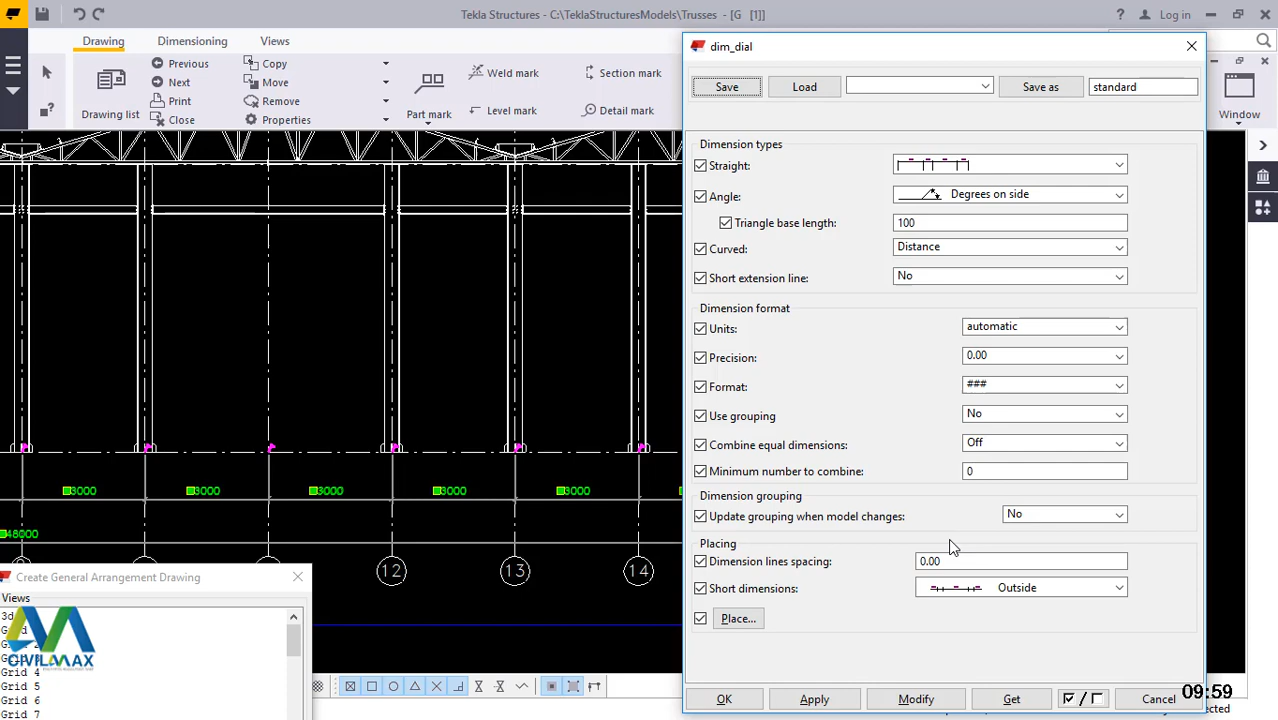 Tekla Structures - C:\TeklaStructuresModels\Trusses - [G [1]]
? Log in
Drawing Dimensioning Views
Previous
Next
Print
Close
Drawing list
Copy
Move
Remove
Properties
Part mark
Weld mark
Level mark
Section mark
Detail mark
Window
dim_dial
Save Load Save as standard
Dimension types
Straight:
Angle: Degrees on side
Triangle base length: 100
Curved: Distance
Short extension line: No
Dimension format
Units: automatic
Precision: 0.00
Format: ###
Use grouping No
Combine equal dimensions: Off
Minimum number to combine: 0
Dimension grouping
Update grouping when model changes: No
Placing
Dimension lines spacing: 0.00
Short dimensions: Outside
Place...
OK Apply Modify Get / Cancel
3000 3000 3000 3000 3000
48000
12 13 14
Create General Arrangement Drawing
Views
3d
Grid 4
Grid 5
Grid 6
Grid 7
CIVILMAX
09:59